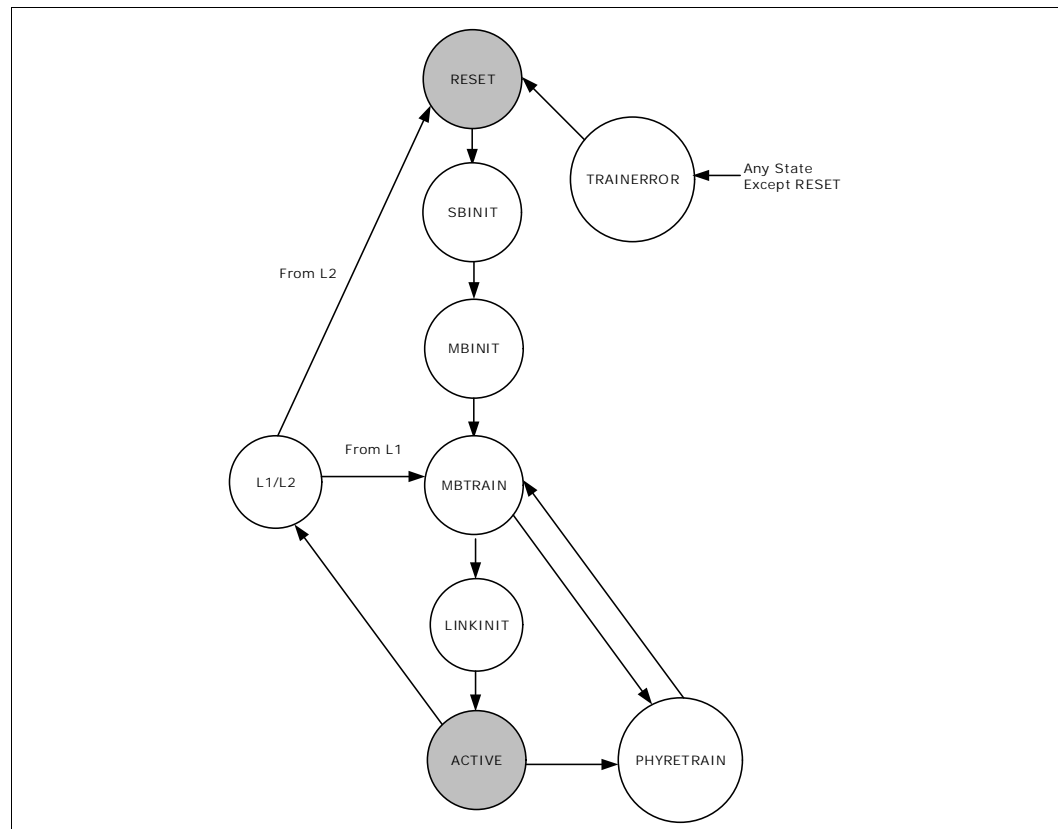 RESET
TRAINERROR
Any State
Except RESET
SBINIT
From L2
MBINIT
From L1
L1/L2
MBTRAIN
LINKINIT
ACTIVE
PHYRETRAIN